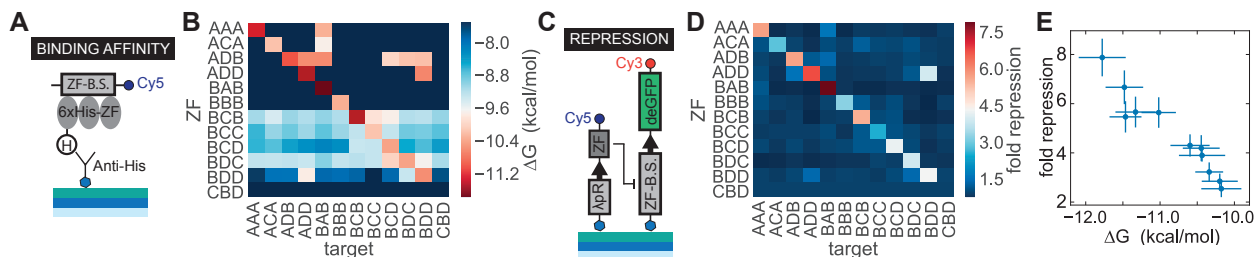 A
BINDING AFFINITY
ZF-B.S.
Cy5
6xHis-ZF
H
Anti-His
B
ZF
AAA
ACA
ADB
ADD
BAB
BBB
BCB
BCC
BCD
BDC
BDD
CBD
AAA ACA ADB ADD BAB BBB BCB BCC BCD BDC BDD CBD
target
−8.0
−8.8
−9.6
−10.4
−11.2
ΔG (kcal/mol)
C
REPRESSION
Cy3
deGFP
Cy5
ZF
λpR
ZF-B.S.
D
ZF
AAA
ACA
ADB
ADD
BAB
BBB
BCB
BCC
BCD
BDC
BDD
CBD
AAA ACA ADB ADD BAB BBB BCB BCC BCD BDC BDD CBD
target
7.5
6.0
4.5
3.0
1.5
fold repression
E
fold repression
8
6
4
2
−12.0 −11.0 −10.0
ΔG (kcal/mol)